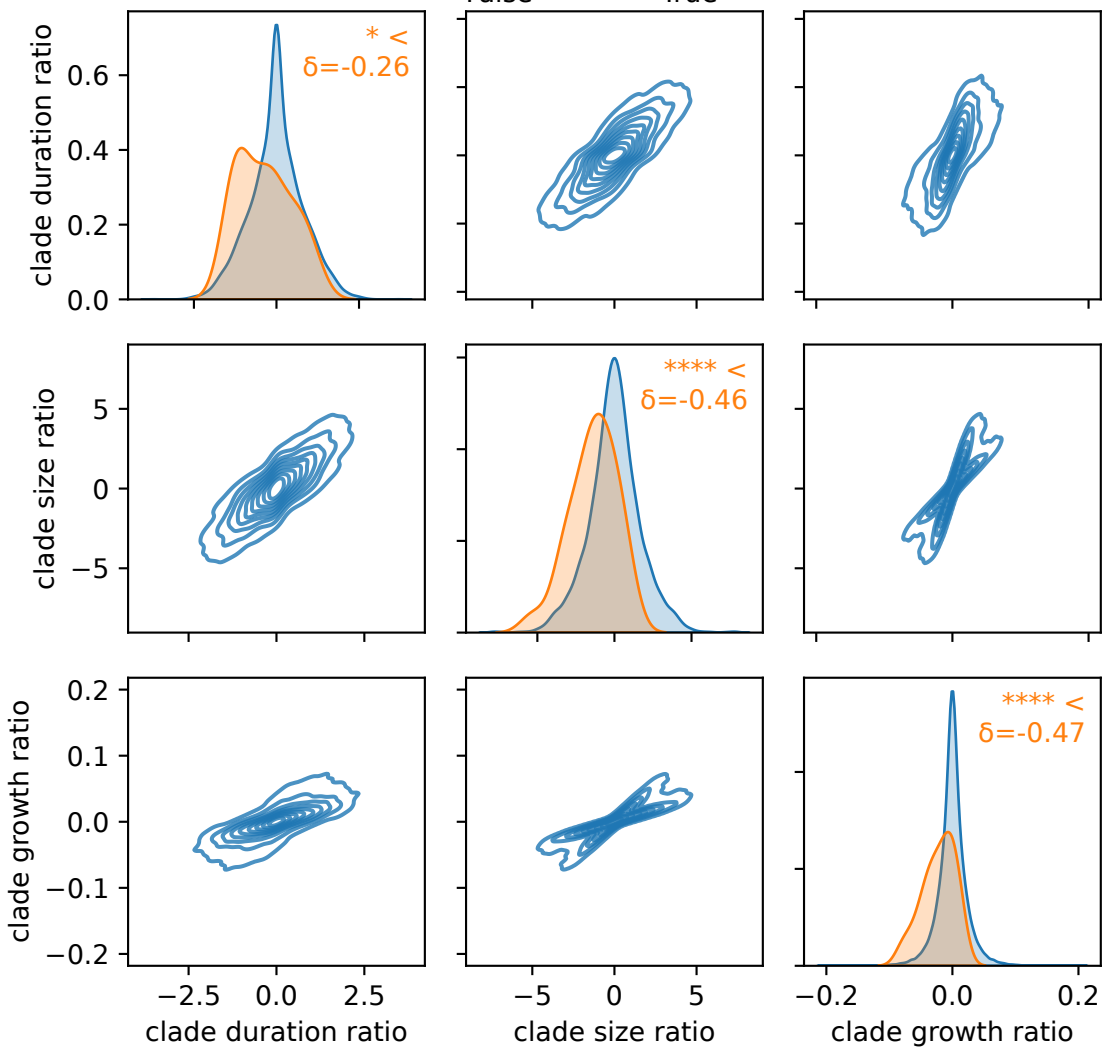 True
clade duration ratio
0.6
0.4
0.2
0.0
* <
δ=-0.26
clade size ratio
5
0
−5
**** <
δ=-0.46
clade growth ratio
0.2
0.1
0.0
−0.1
−0.2
**** <
δ=-0.47
−2.5 0.0 2.5
−5 0 5
−0.2 0.0 0.2
clade duration ratio
clade size ratio
clade growth ratio